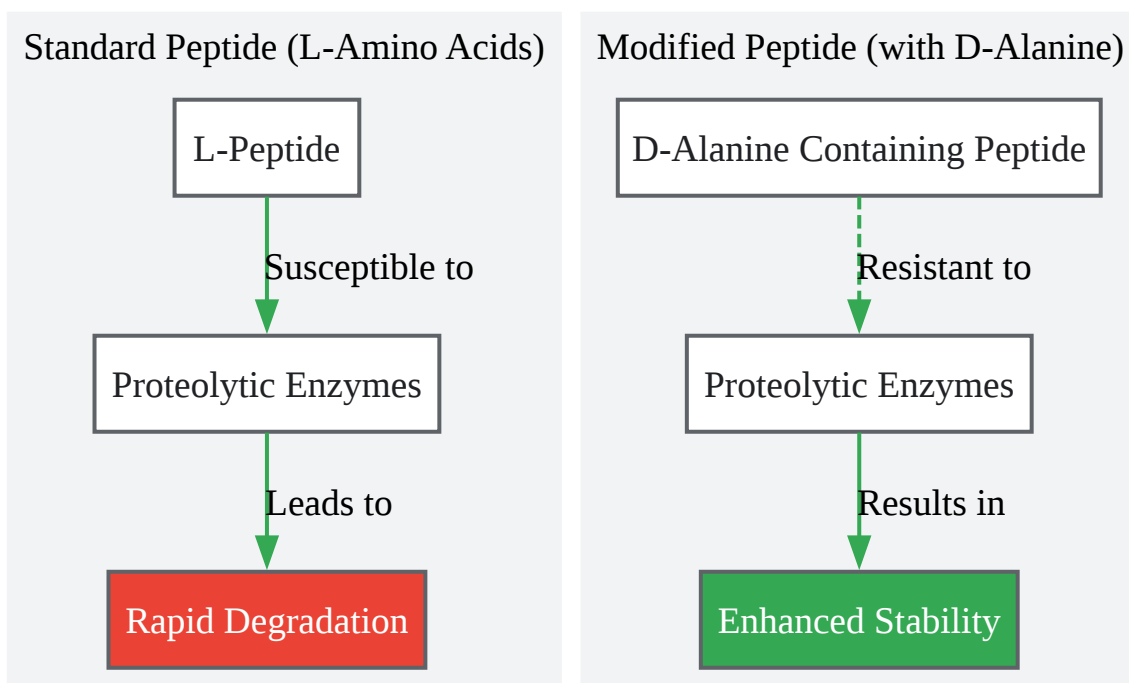 Standard Peptide (L-Amino Acids)
L-Peptide
Susceptible to
Proteolytic Enzymes
Leads to
Rapid Degradation
Modified Peptide (with D-Alanine)
D-Alanine Containing Peptide
Resistant to
Proteolytic Enzymes
Results in
Enhanced Stability